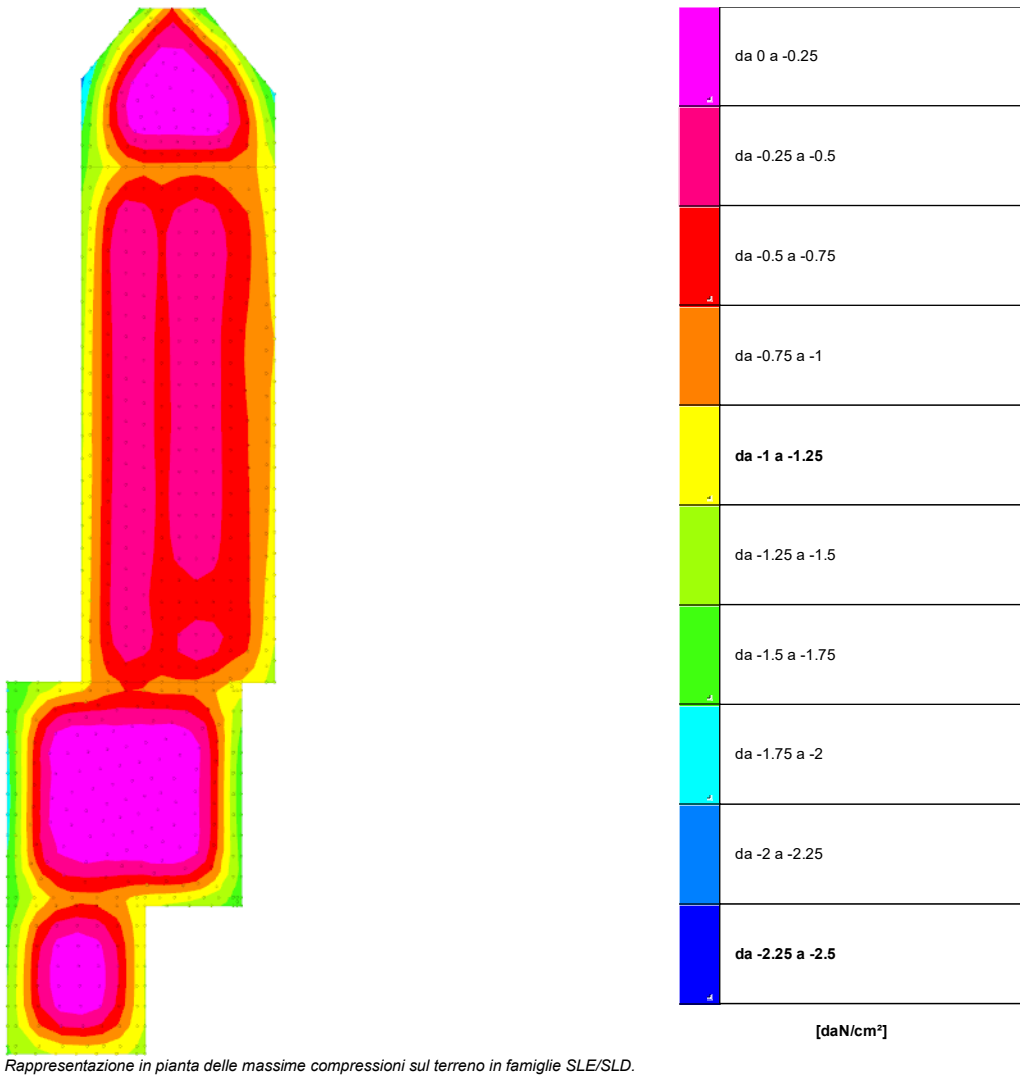 da 0 a -0.25
da -0.25 a -0.5
da -0.5 a -0.75
da -0.75 a -1
da -1 a -1.25
da -1.25 a -1.5
da -1.5 a -1.75
da -1.75 a -2
da -2 a -2.25
da -2.25 a -2.5
[daN/cm²]
Rappresentazione in pianta delle massime compressioni sul terreno in famiglie SLE/SLD.